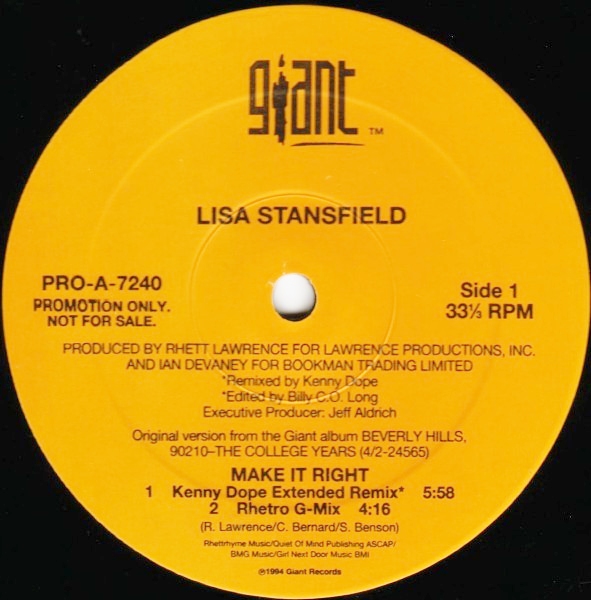 giant ™
LISA STANSFIELD
PRO-A-7240
PROMOTION ONLY.
NOT FOR SALE.
Side 1
33⅓ RPM
PRODUCED BY RHETT LAWRENCE FOR LAWRENCE PRODUCTIONS, INC.
AND IAN DEVANEY FOR BOOKMAN TRADING LIMITED
*Remixed by Kenny Dope
*Edited by Billy C.O. Long
Executive Producer: Jeff Aldrich
Original version from the Giant album BEVERLY HILLS,
90210–THE COLLEGE YEARS (4/2-24565)
MAKE IT RIGHT
1 Kenny Dope Extended Remix* 5:58
2 Rhetro G-Mix 4:16
(R. Lawrence/C. Bernard/S. Benson)
Rhettrhyme Music/Quiet Of Mind Publishing ASCAP/
BMG Music/Girl Next Door Music BMI
℗1994 Giant Records